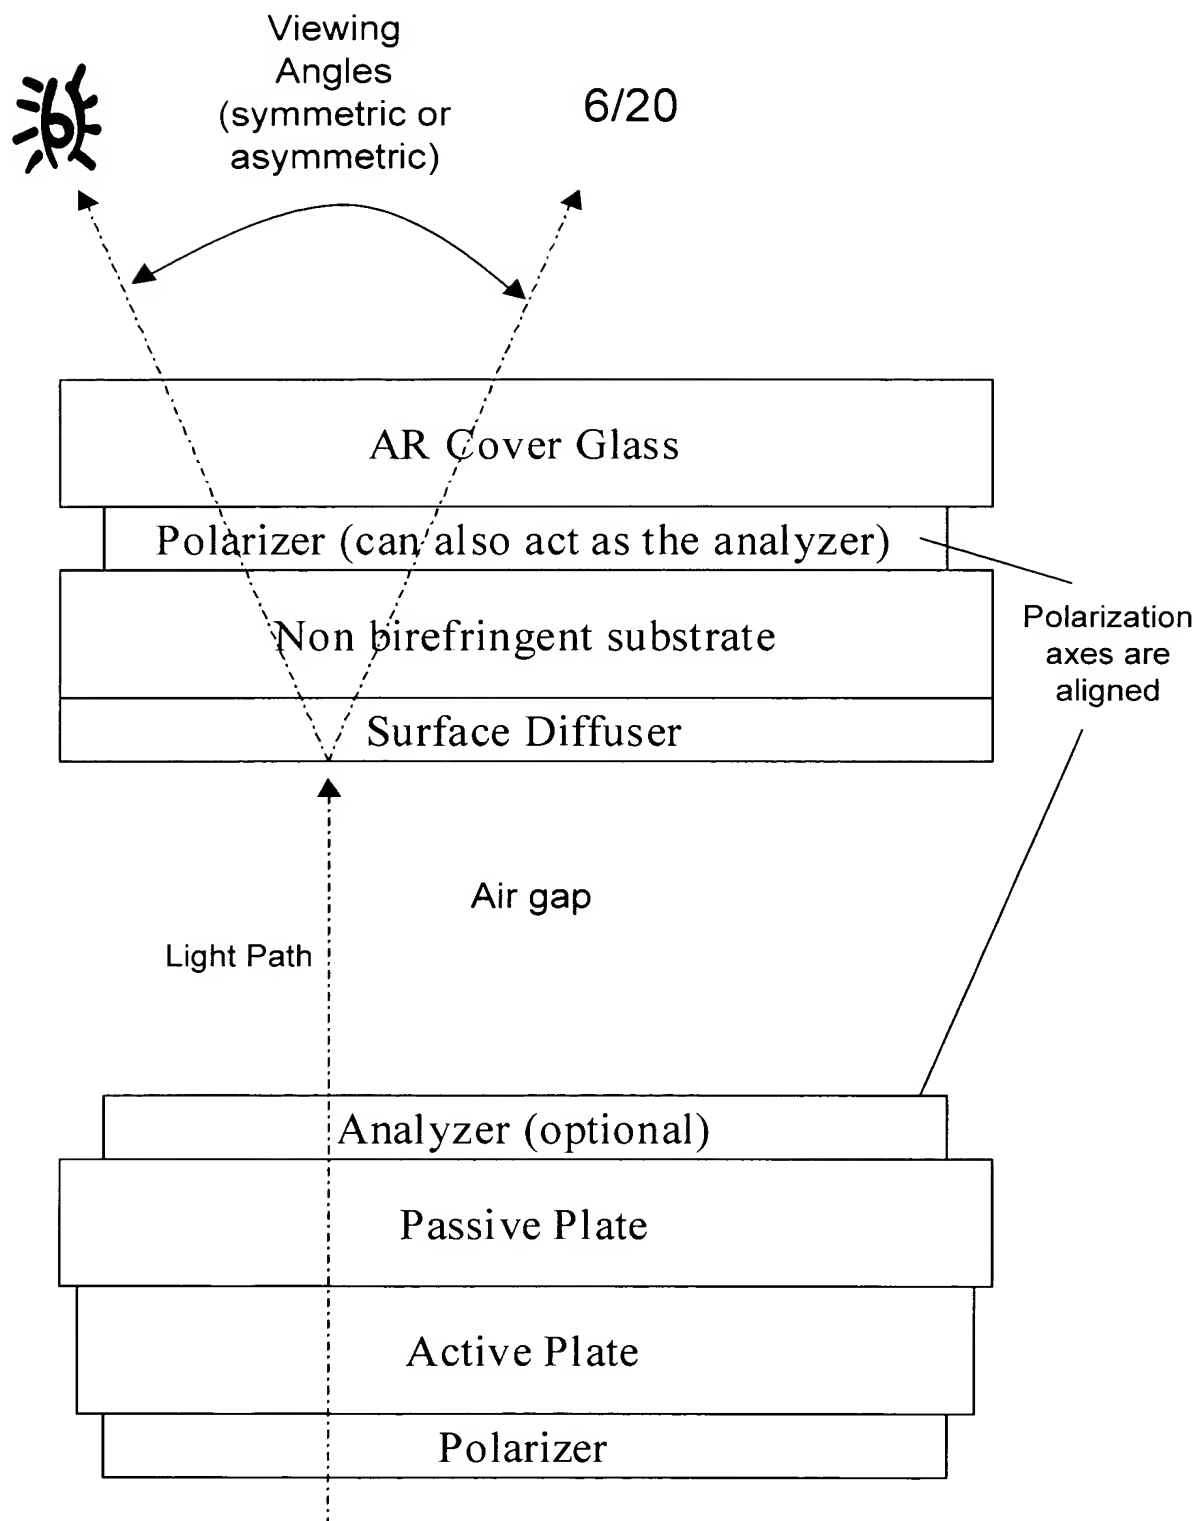 Viewing
Angles
(symmetric or
asymmetric)
6/20
AR Cover Glass
Polarizer (can also act as the analyzer)
Non birefringent substrate
Polarization
axes are
aligned
Surface Diffuser
Air gap
Light Path
Analyzer (optional)
Passive Plate
Active Plate
Polarizer